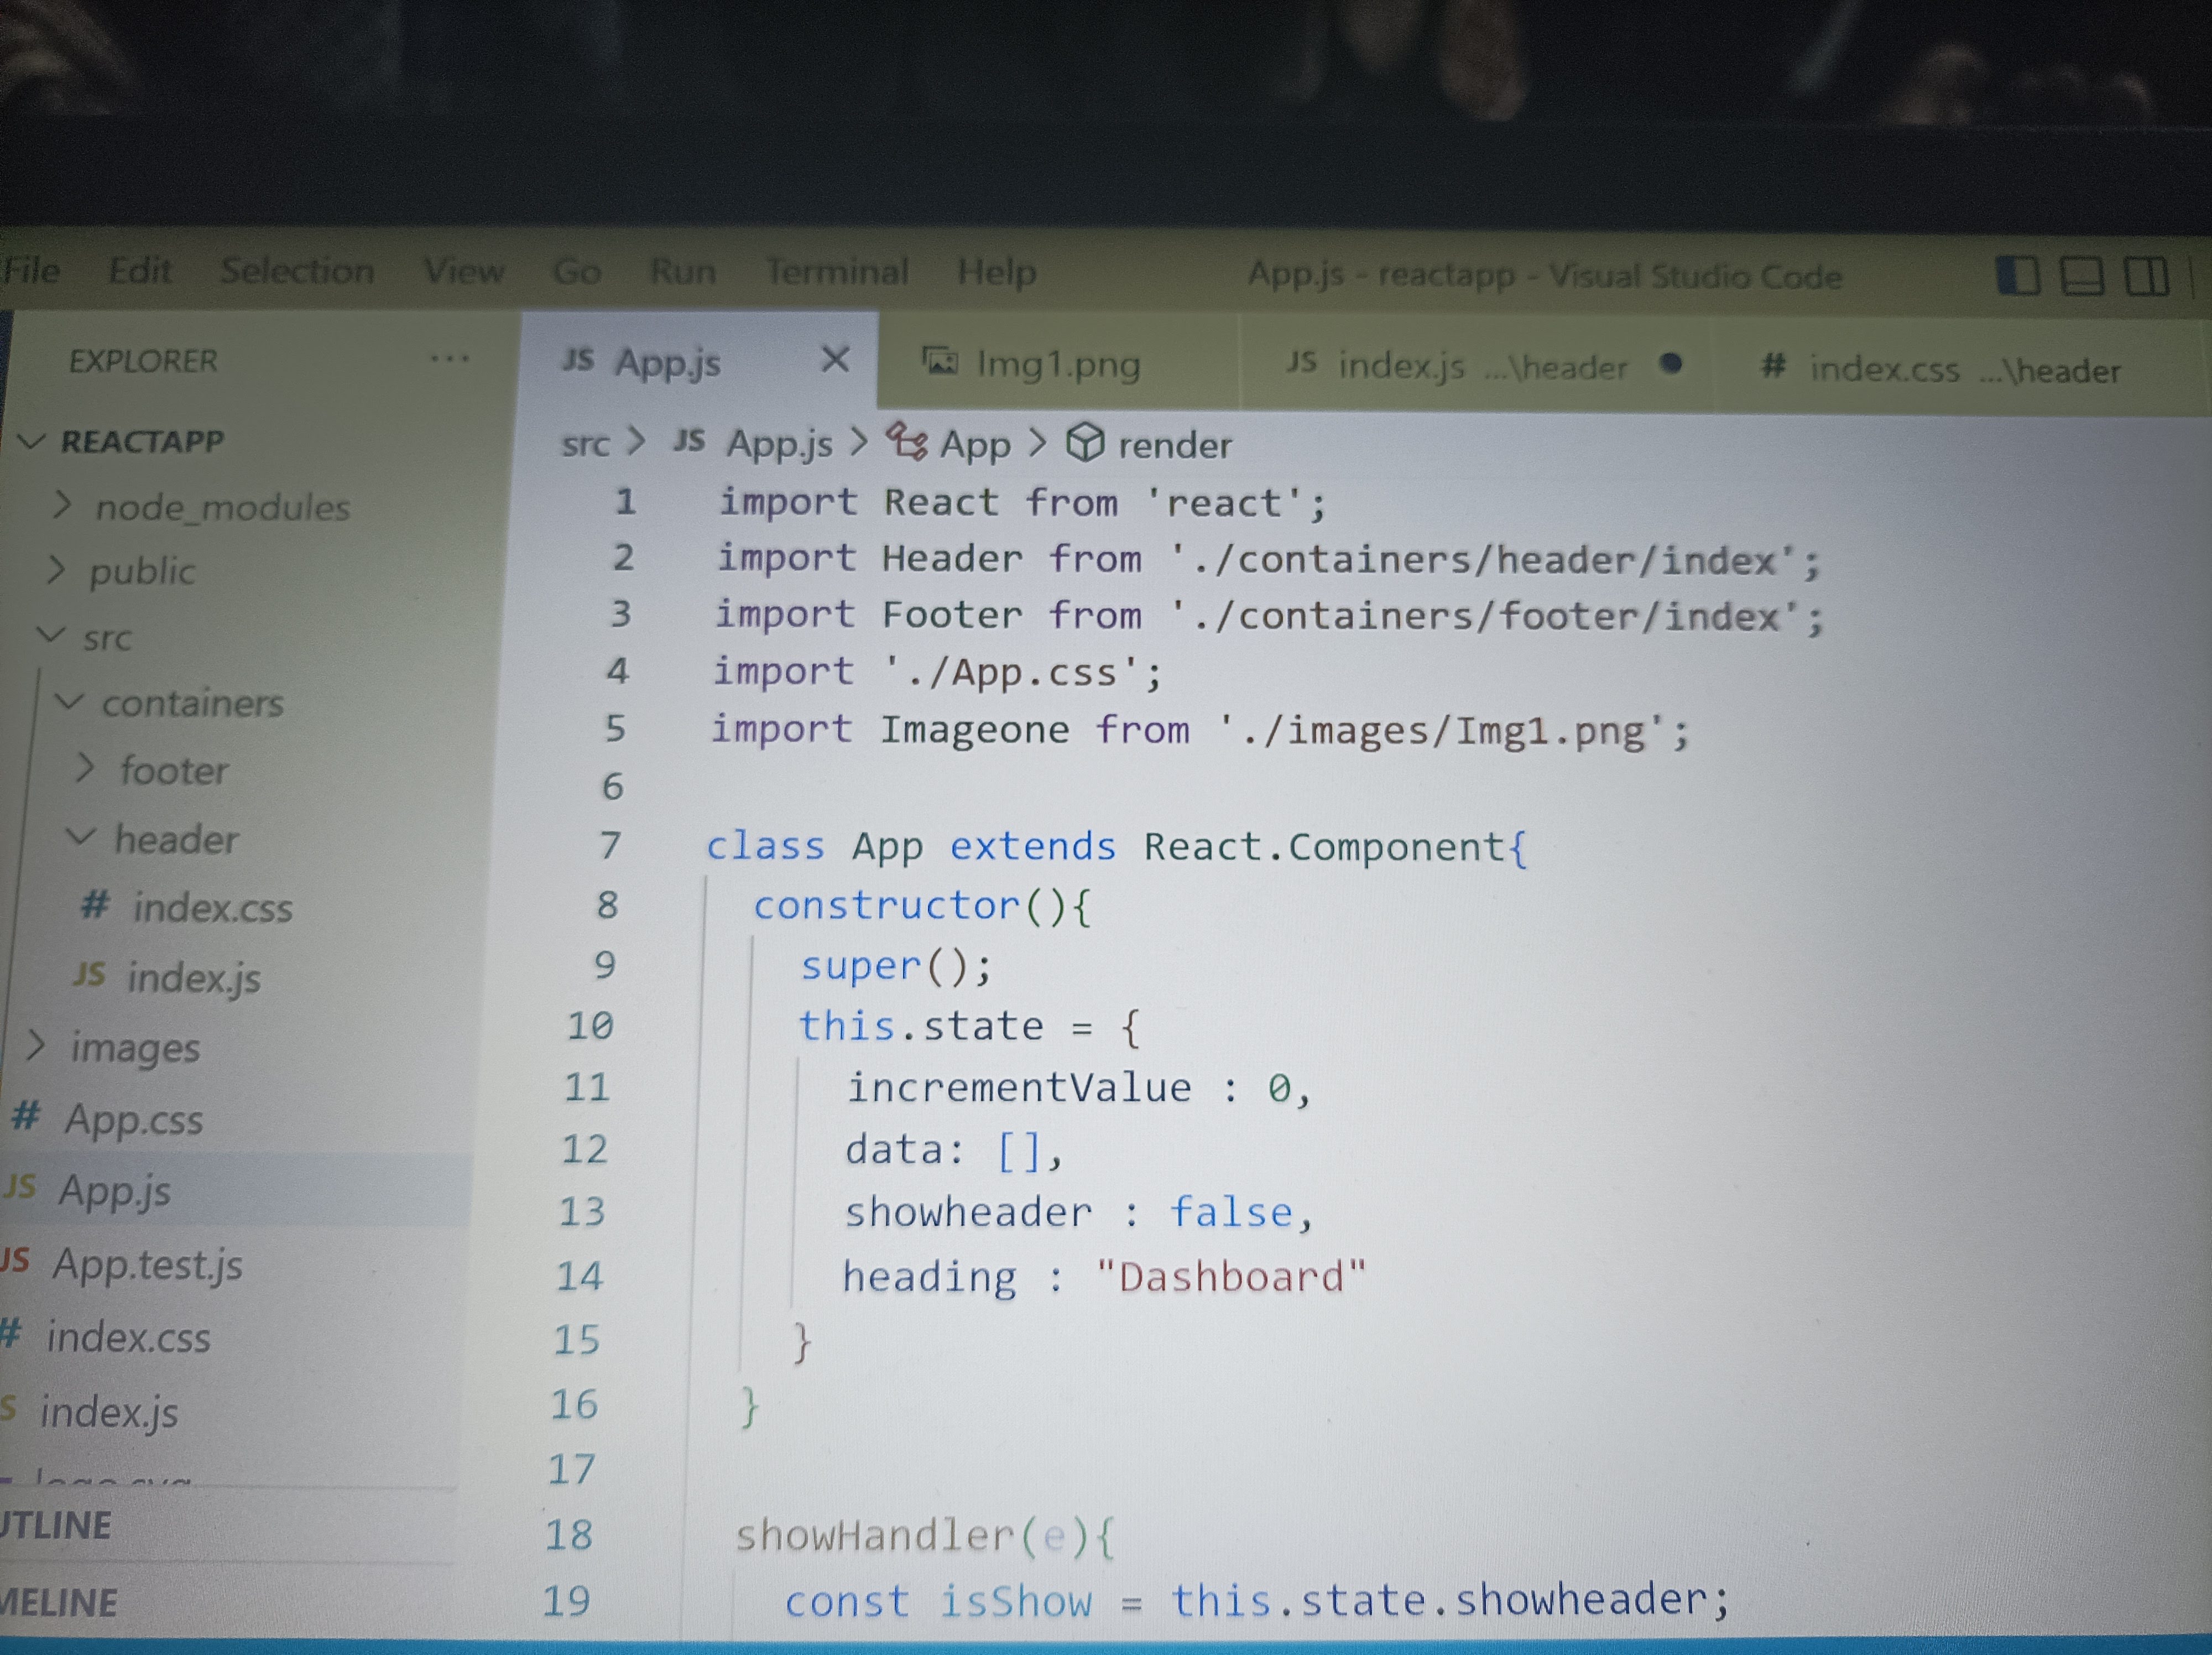 File Edit Selection View Go Run Terminal Help App.js - reactapp - Visual Studio Code
EXPLORER ...
REACTAPP
node_modules
public
src
containers
footer
header
# index.css
JS index.js
images
# App.css
JS App.js
JS App.test.js
# index.css
S index.js
UTLINE
MELINE
JS App.js × Img1.png JS index.js ...\header ● # index.css ...\header
src > JS App.js > App > render
1 import React from 'react';
2 import Header from './containers/header/index';
3 import Footer from './containers/footer/index';
4 import './App.css';
5 import Imageone from './images/Img1.png';
6
7 class App extends React.Component{
8 constructor(){
9 super();
10 this.state = {
11 incrementValue : 0,
12 data: [],
13 showheader : false,
14 heading : "Dashboard"
15 }
16 }
17
18 showHandler(e){
19 const isShow = this.state.showheader;